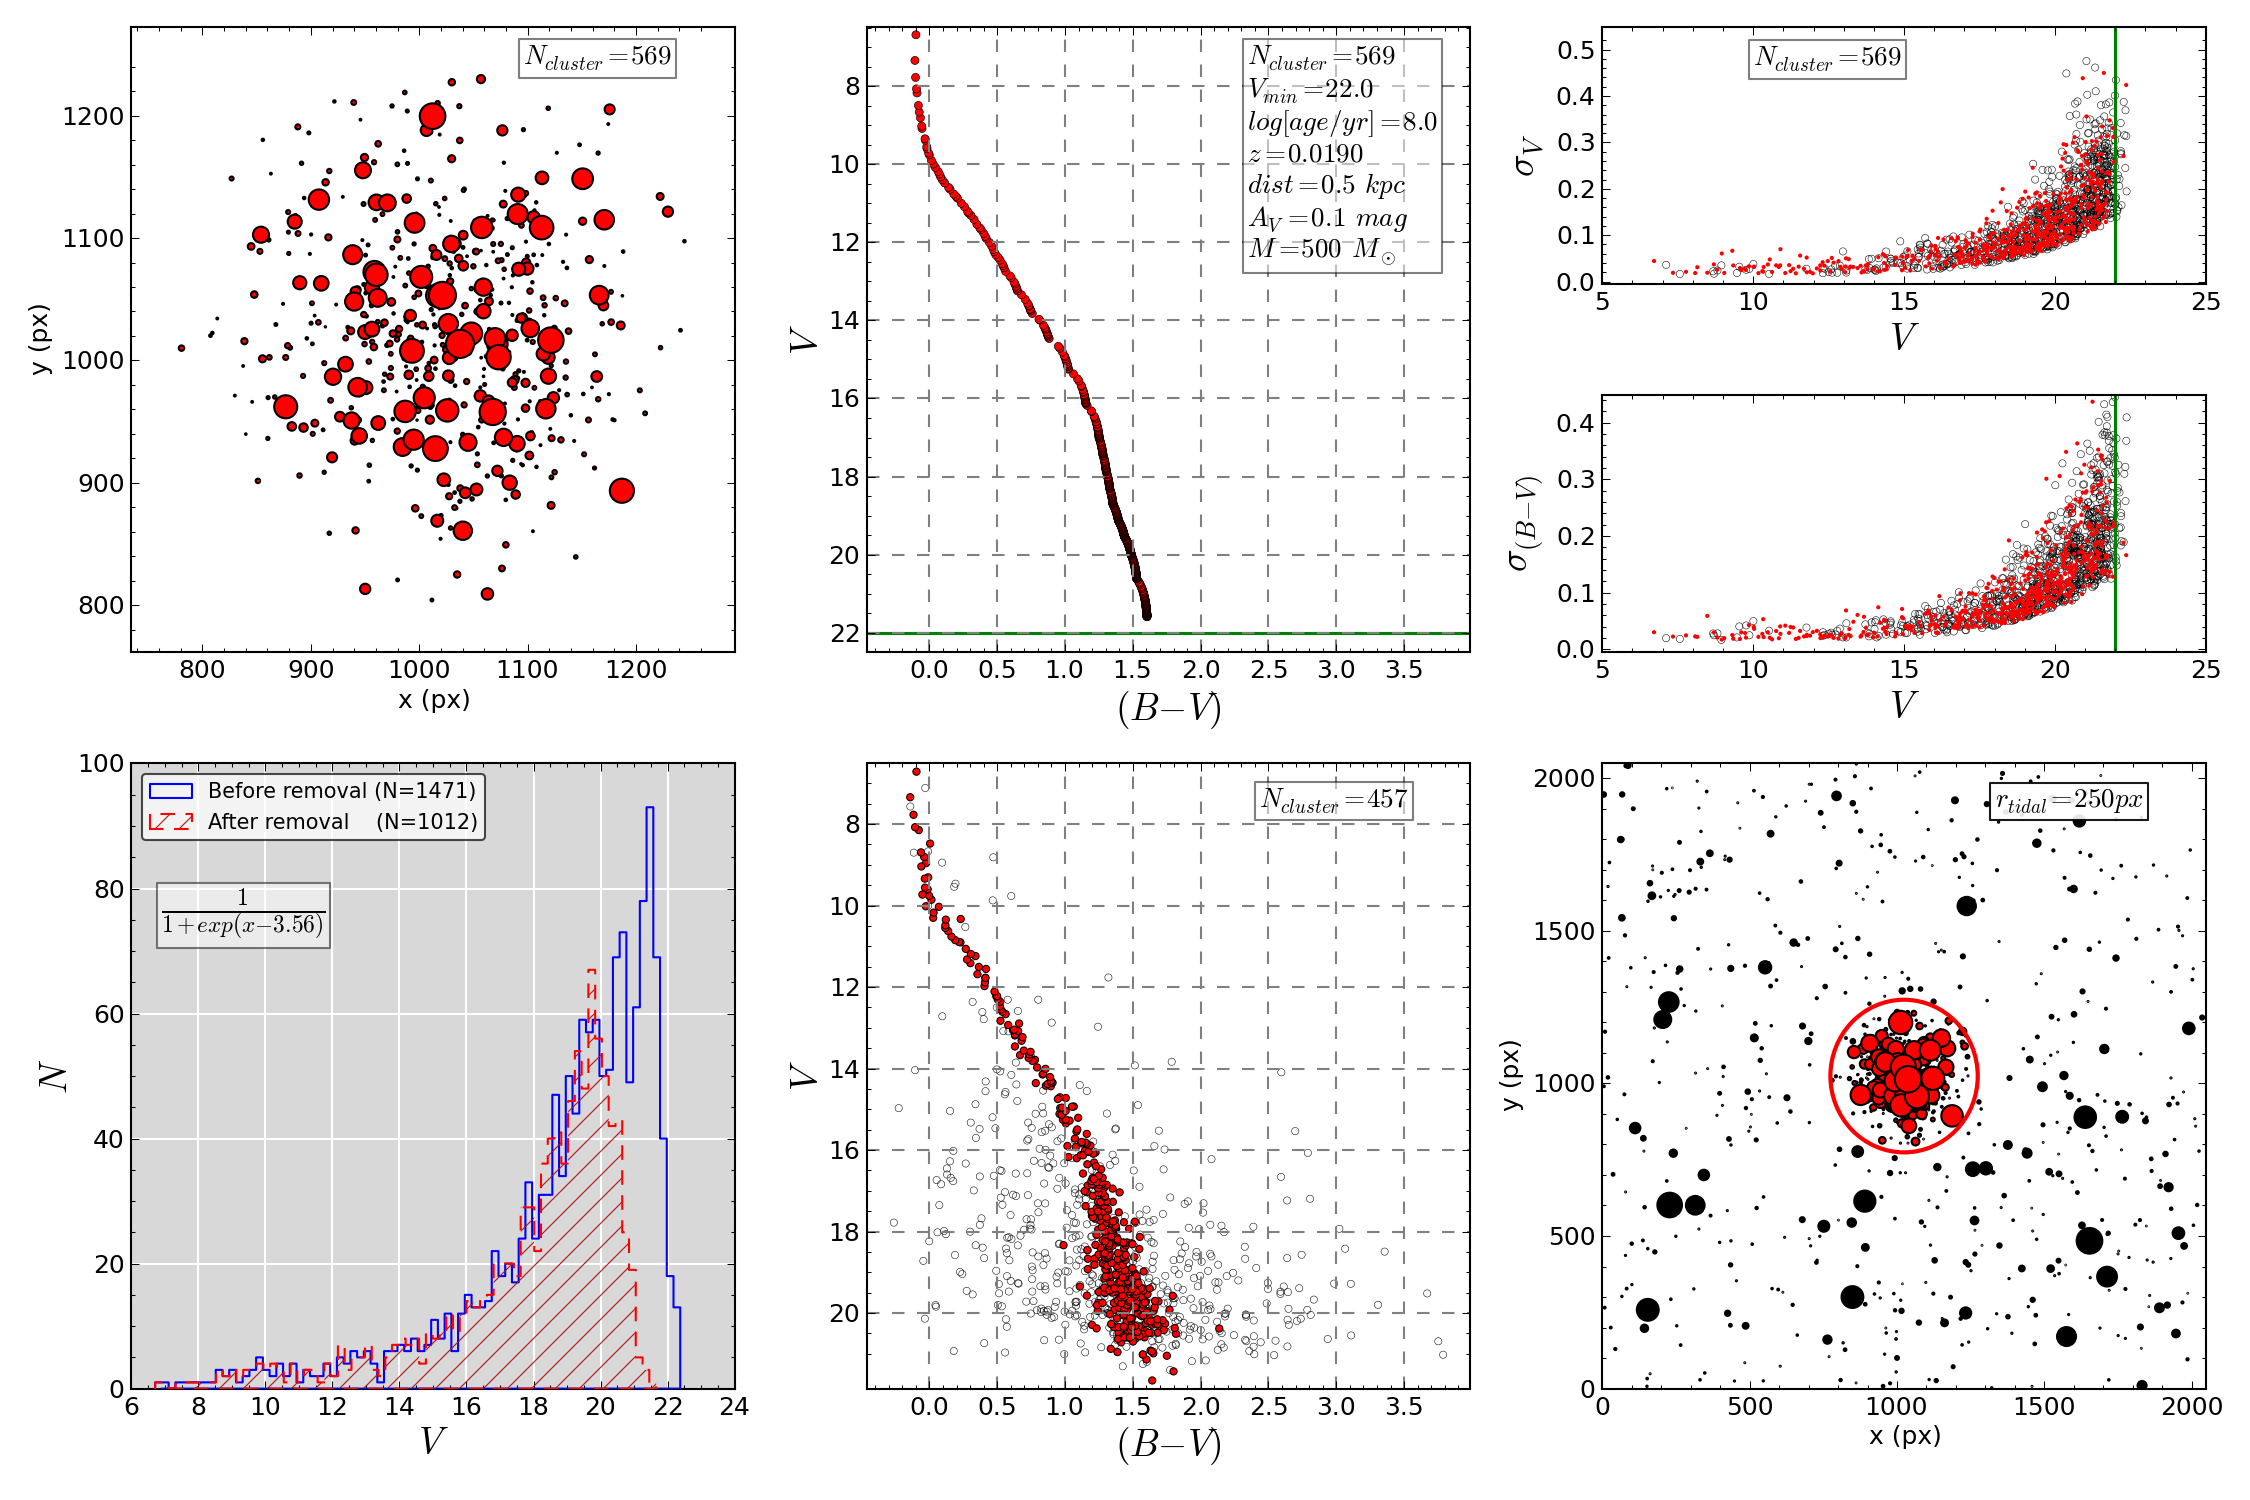 N_cluster=569
1200
1100
1000
900
800
y (px)
800 900 1000 1100 1200
x (px)
N_cluster=569
V_min=22.0
log[age/yr]=8.0
z=0.0190
dist=0.5 kpc
A_V=0.1 mag
M=500 M_⊙
8
10
12
14
16
18
20
22
V
0.0 0.5 1.0 1.5 2.0 2.5 3.0 3.5
(B−V)
N_cluster=569
0.5
0.4
0.3
0.2
0.1
0.0
σ_V
5 10 15 20 25
V
0.4
0.3
0.2
0.1
0.0
σ_(B−V)
5 10 15 20 25
V
100
80
60
40
20
0
N
Before removal (N=1471)
After removal (N=1012)
1
1+exp(x−3.56)
6 8 10 12 14 16 18 20 22 24
V
N_cluster=457
8
10
12
14
16
18
20
V
0.0 0.5 1.0 1.5 2.0 2.5 3.0 3.5
(B−V)
r_tidal=250px
2000
1500
1000
500
0
y (px)
0 500 1000 1500 2000
x (px)